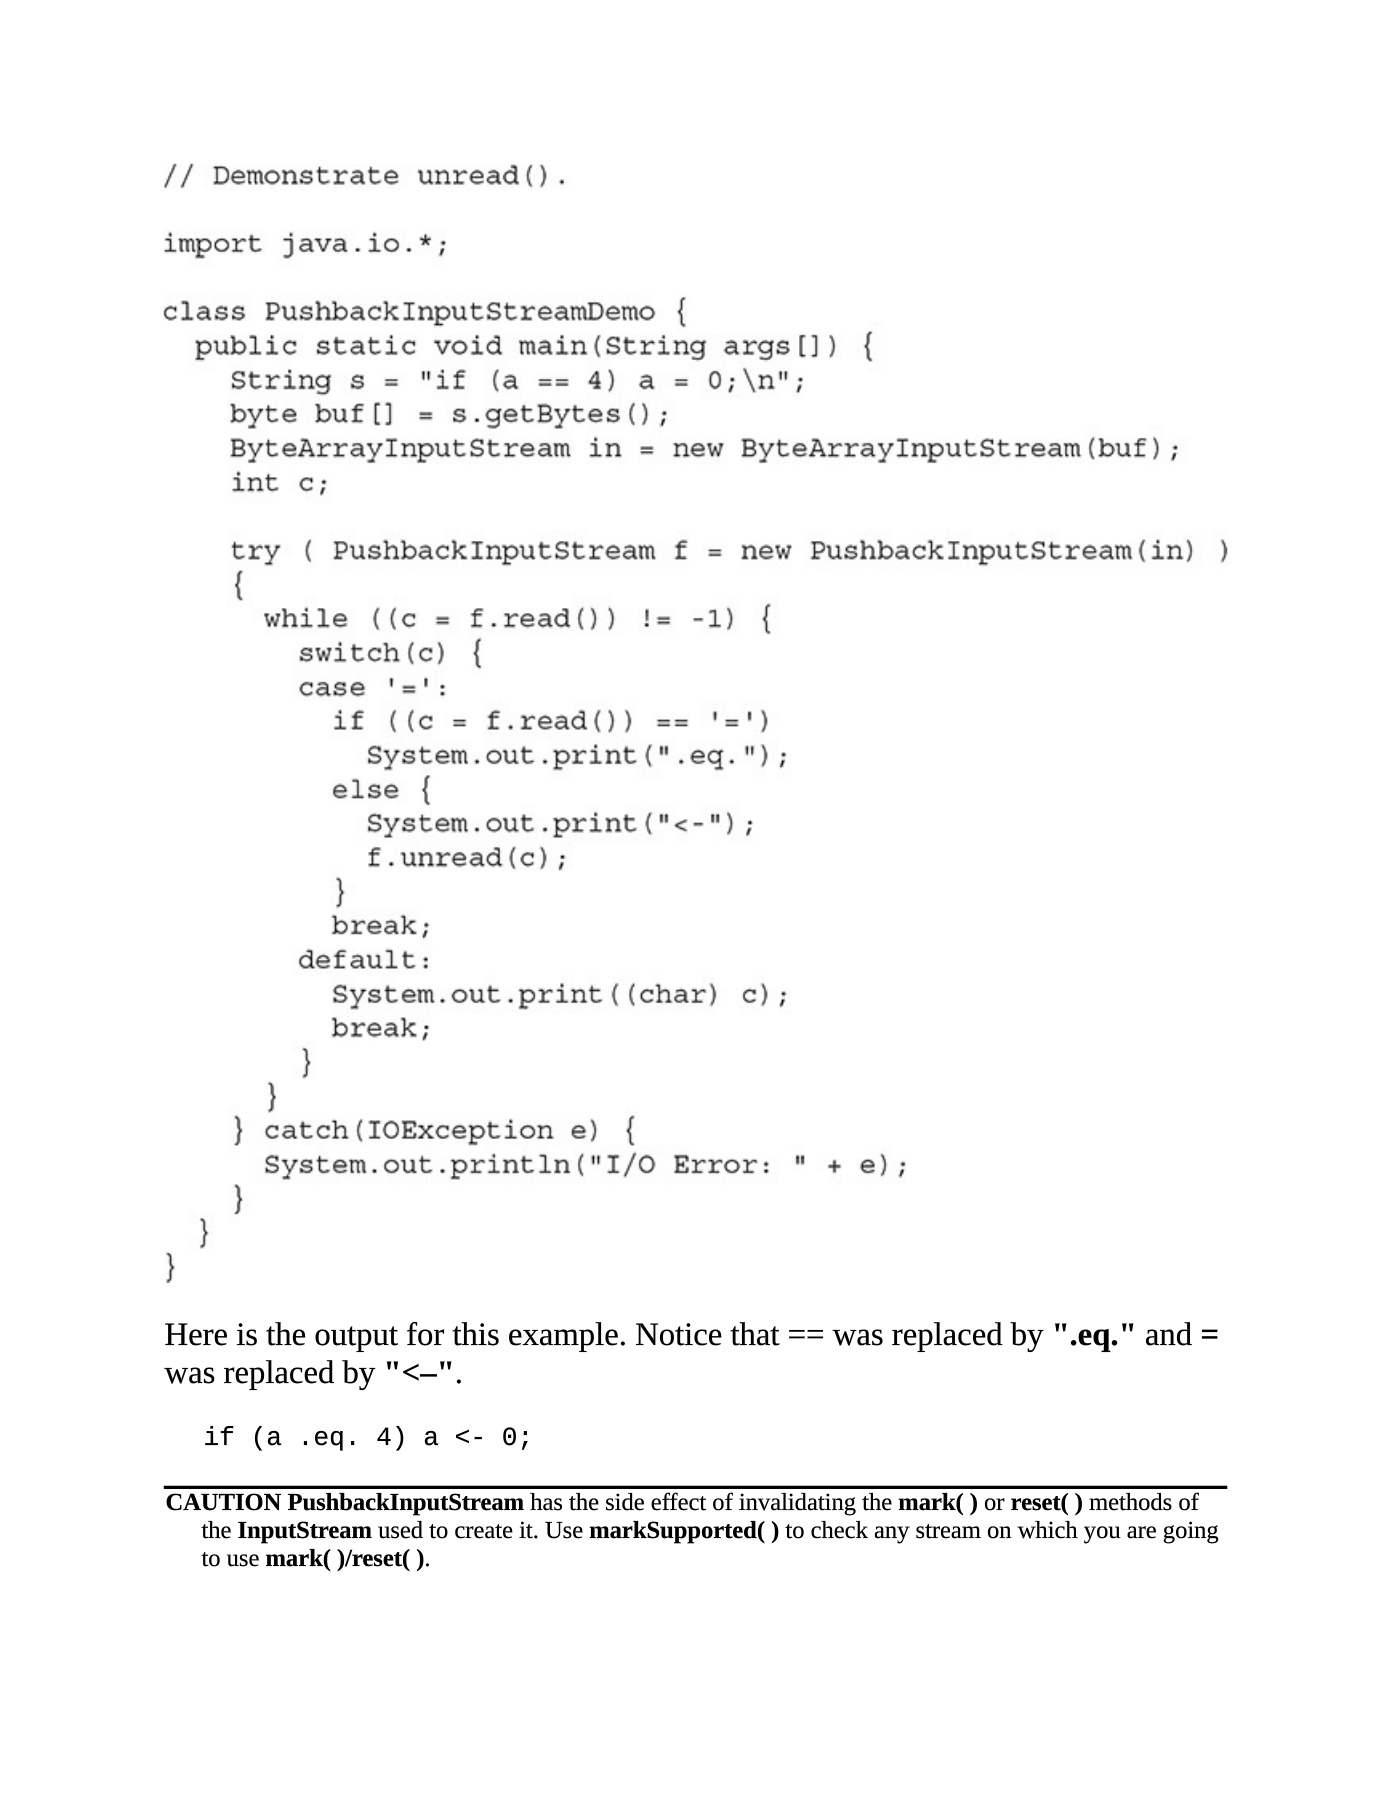 // Demonstrate unread().
import java.io.*;
class PushbackInputStreamDemo {
public static void main(String args[]) {
String s = "if (a == 4) a = 0;\n";
byte buf[] = s.getBytes();
ByteArrayInputStream in = new ByteArrayInputStream(buf);
int c;
try ( PushbackInputStream f = new PushbackInputStream(in) )
{
while ((c = f.read()) != -1) {
switch(c) {
case '=':
if ((c = f.read()) == '=')
System.out.print(".eq.");
else {
System.out.print("<-");
f.unread(c);
}
break;
default:
System.out.print((char) c);
break;
}
}
} catch(IOException e) {
System.out.println("I/O Error: " + e);
}
}
}
Here is the output for this example. Notice that == was replaced by ".eq." and =
was replaced by "<–".
if (a .eq. 4) a <- 0;
CAUTION PushbackInputStream has the side effect of invalidating the mark( ) or reset( ) methods of
the InputStream used to create it. Use markSupported( ) to check any stream on which you are going
to use mark( )/reset( ).